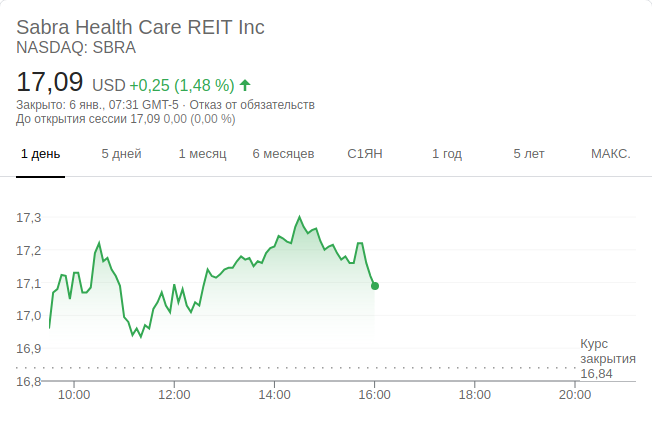 Sabra Health Care REIT Inc
NASDAQ: SBRA
17,09 USD +0,25 (1,48 %)
Закрыто: 6 янв., 07:31 GMT-5 · Отказ от обязательств
До открытия сессии 17,09 0,00 (0,00 %)
1 день 5 дней 1 месяц 6 месяцев С1ЯН 1 год 5 лет МАКС.
17,3
17,2
17,1
17,0
16,9
16,8
Курс
закрытия
16,84
10:00 12:00 14:00 16:00 18:00 20:00